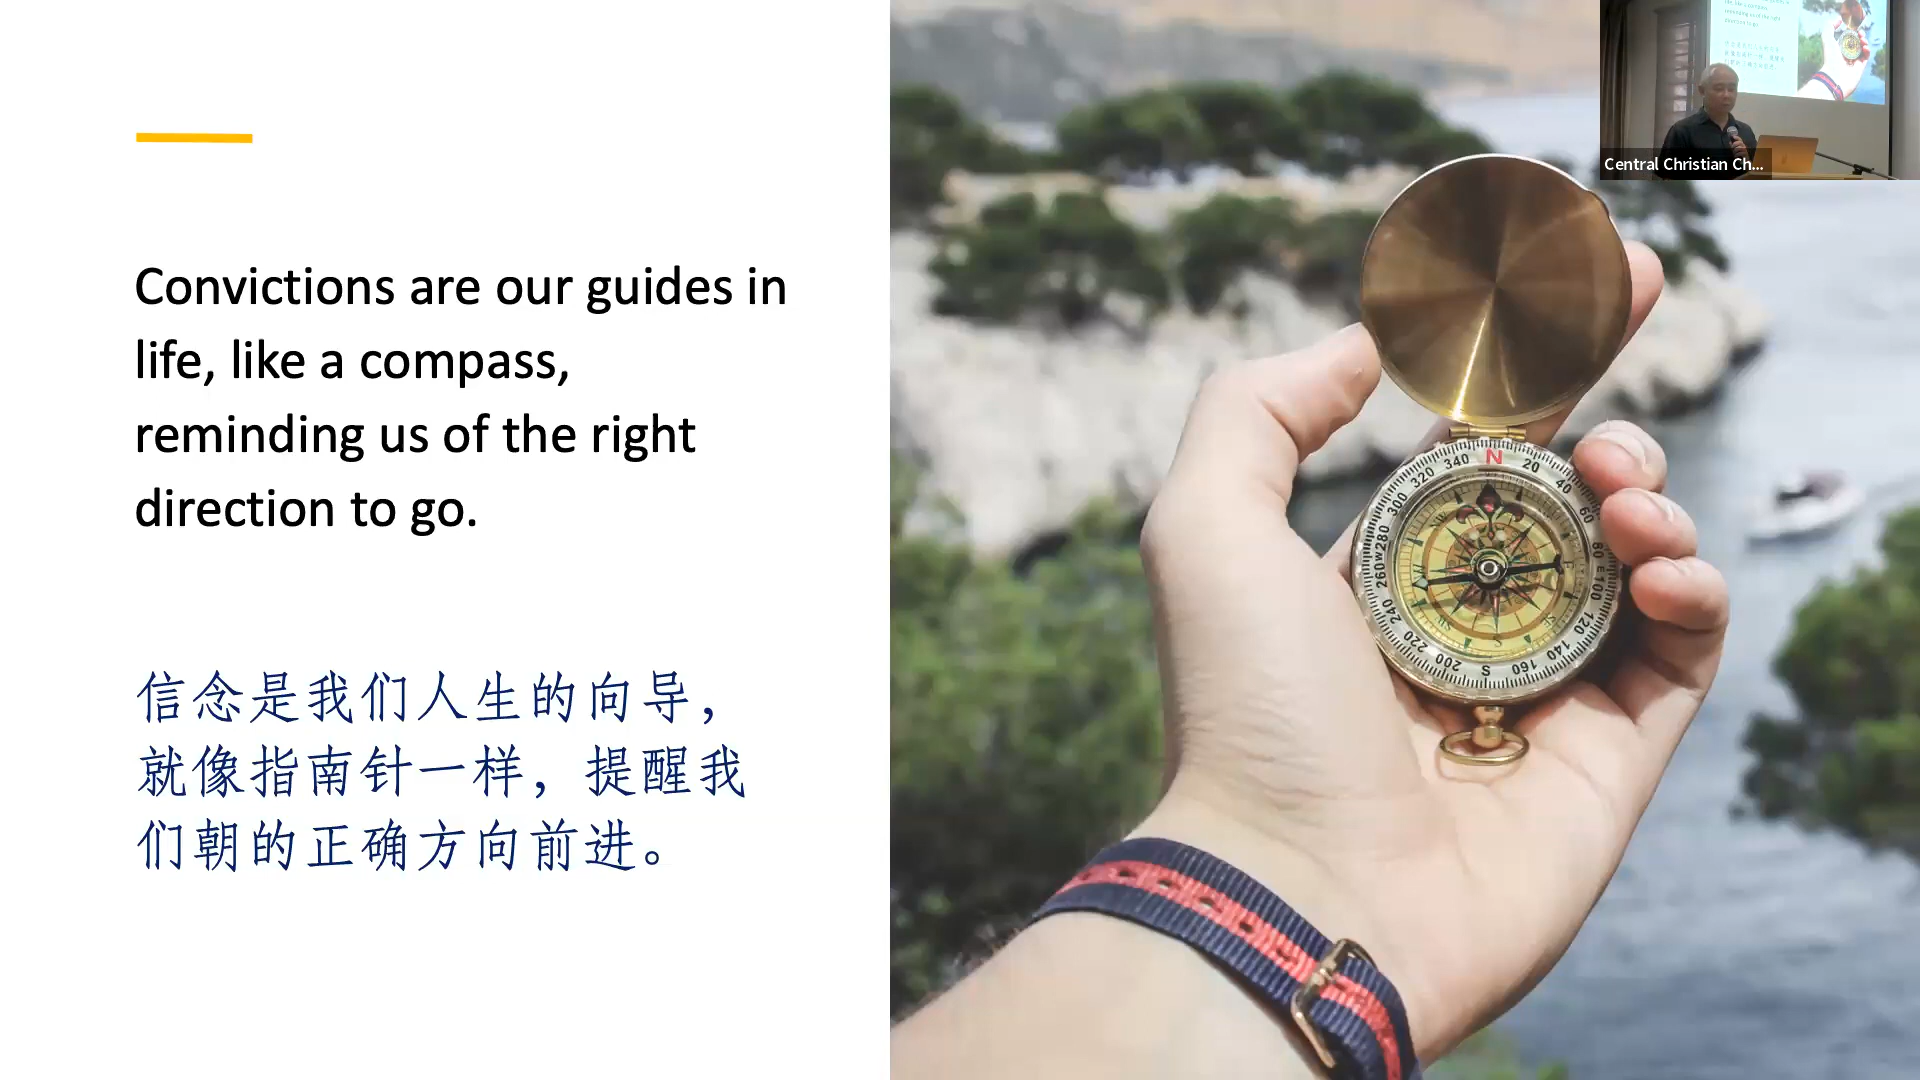 Convictions are our guides in
life, like a compass,
reminding us of the right
direction to go.
信念是我们人生的向导，
就像指南针一样，提醒我
们朝的正确方向前进。
Central Christian Ch...
N
20
40
60
80
E
100
120
140
160
S
200
220
240
260
W
280
300
320
340